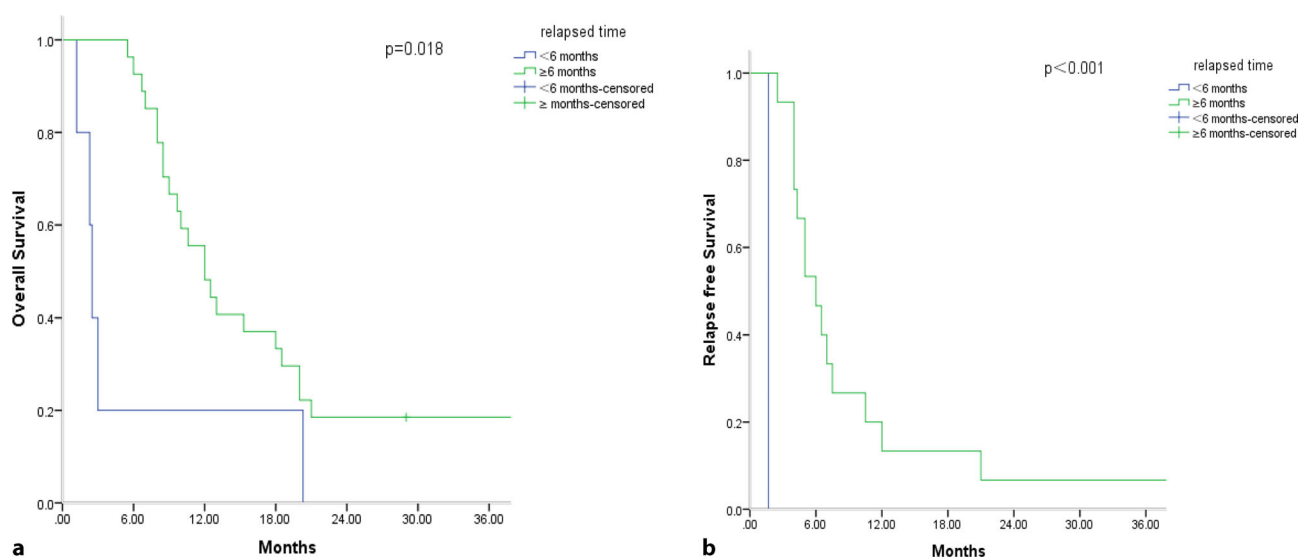 p=0.018
relapsed time
<6 months
≥6 months
<6 months-censored
≥ months-censored
1.0
0.8
0.6
0.4
0.2
0.0
Overall Survival
.00 6.00 12.00 18.00 24.00 30.00 36.00
Months
a
p<0.001
relapsed time
<6 months
≥6 months
<6 months-censored
≥6 months-censored
1.0
0.8
0.6
0.4
0.2
0.0
Relapse free Survival
.00 6.00 12.00 18.00 24.00 30.00 36.00
Months
b